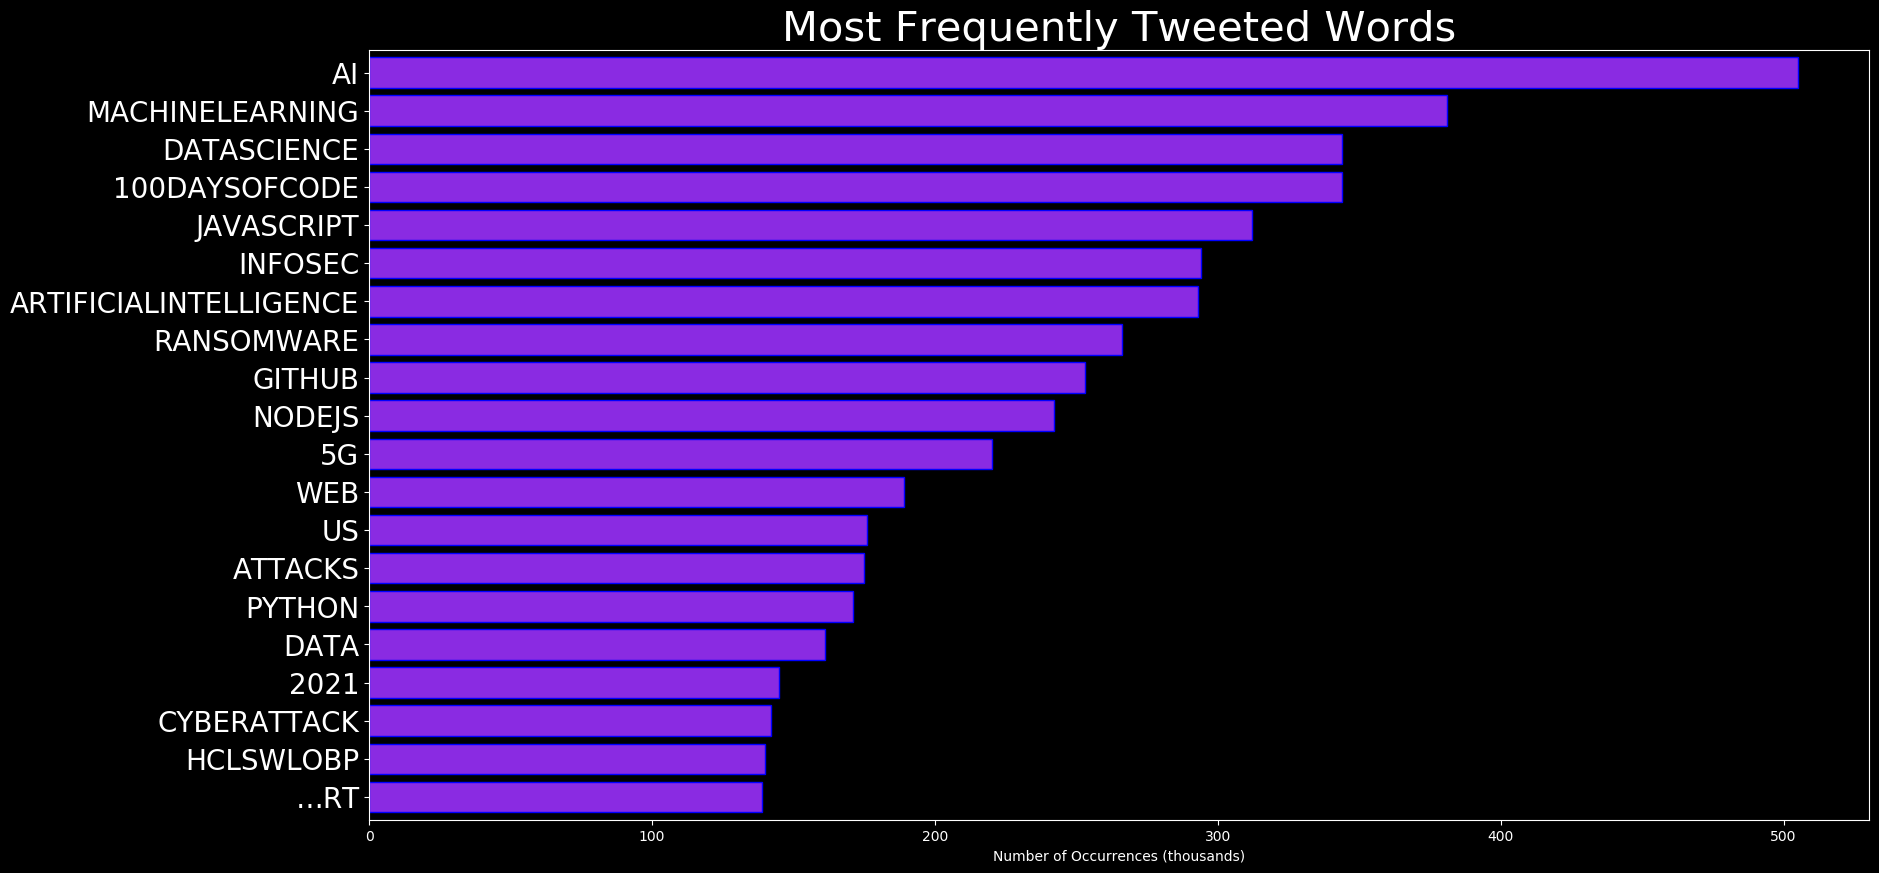 Most Frequently Tweeted Words
AI
MACHINELEARNING
DATASCIENCE
100DAYSOFCODE
JAVASCRIPT
INFOSEC
ARTIFICIALINTELLIGENCE
RANSOMWARE
GITHUB
NODEJS
5G
WEB
US
ATTACKS
PYTHON
DATA
2021
CYBERATTACK
HCLSWLOBP
…RT
0 100 200 300 400 500
Number of Occurrences (thousands)